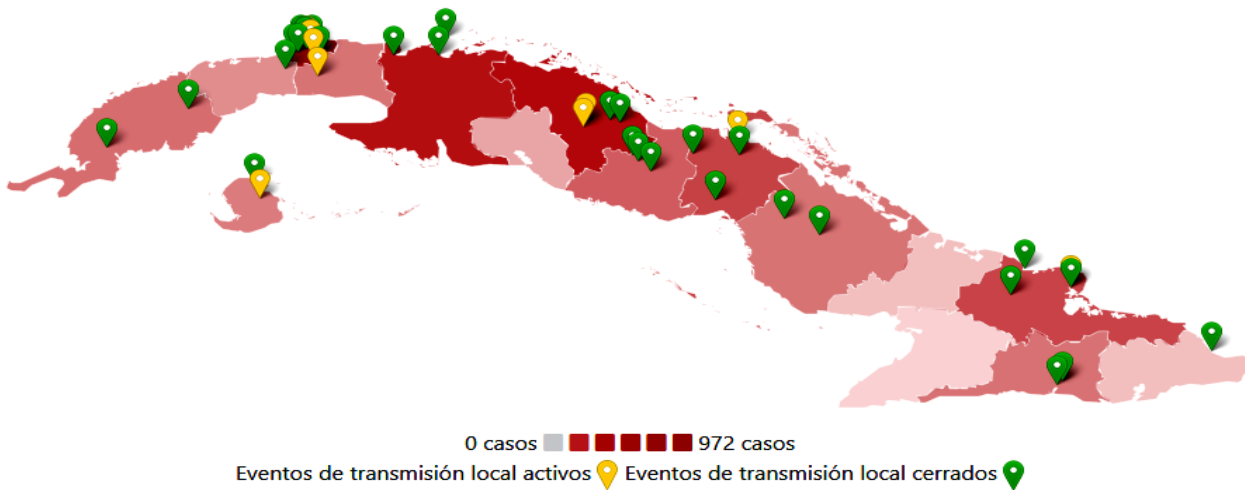 0 casos 972 casos
Eventos de transmisión local activos Eventos de transmisión local cerrados